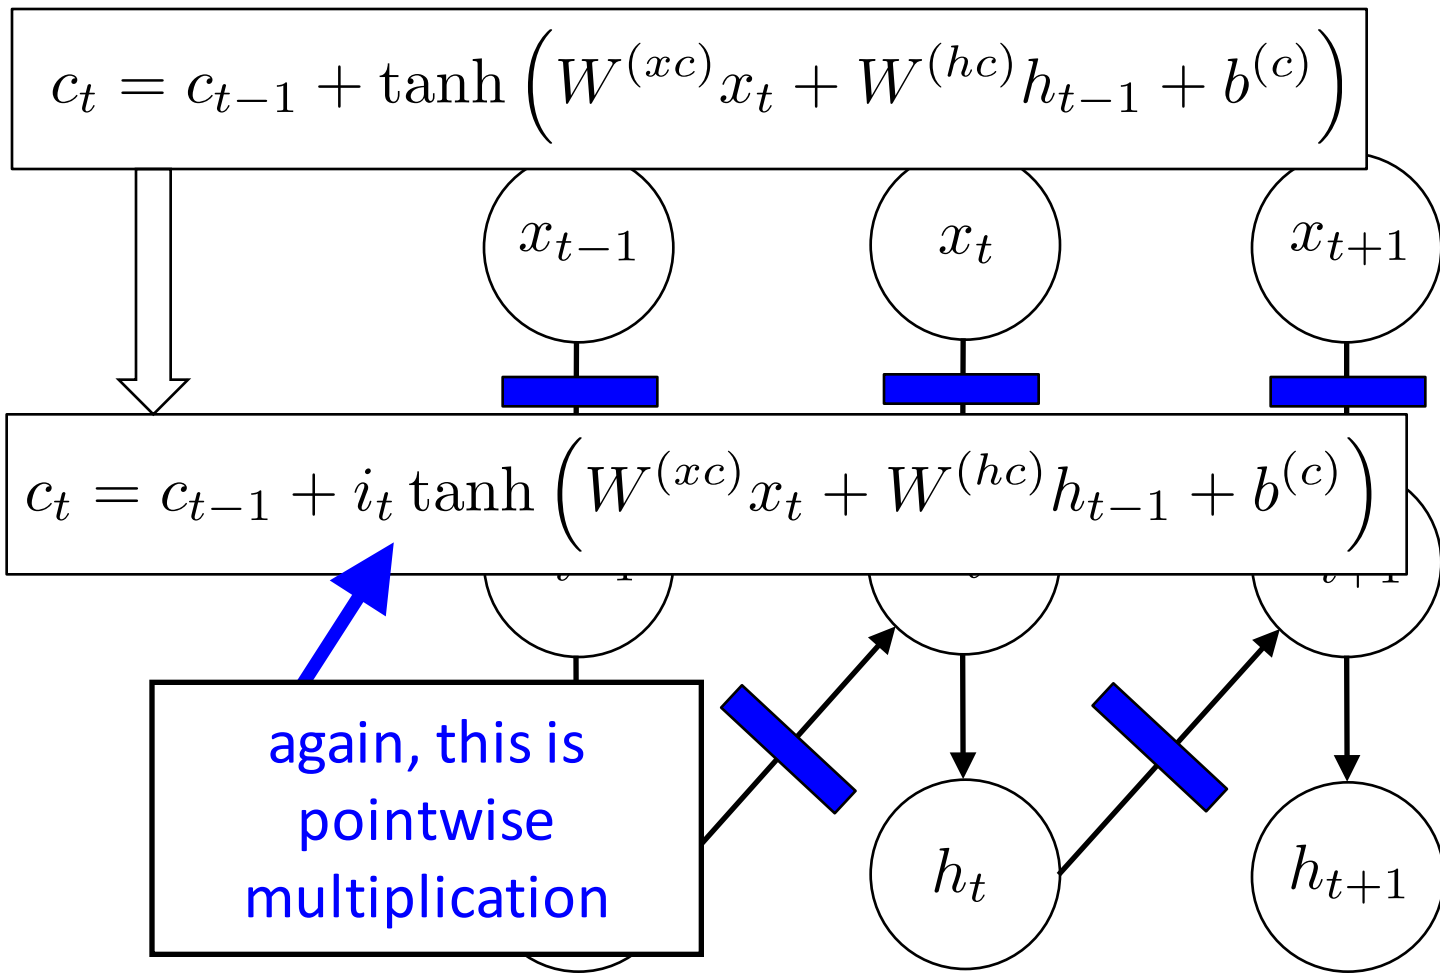 c_t = c_{t-1} + tanh ( W^{(xc)} x_t + W^{(hc)} h_{t-1} + b^{(c)} )
x_{t-1} x_t x_{t+1}
c_t = c_{t-1} + i_t tanh ( W^{(xc)} x_t + W^{(hc)} h_{t-1} + b^{(c)} )
again, this is
pointwise
multiplication
h_t h_{t+1}